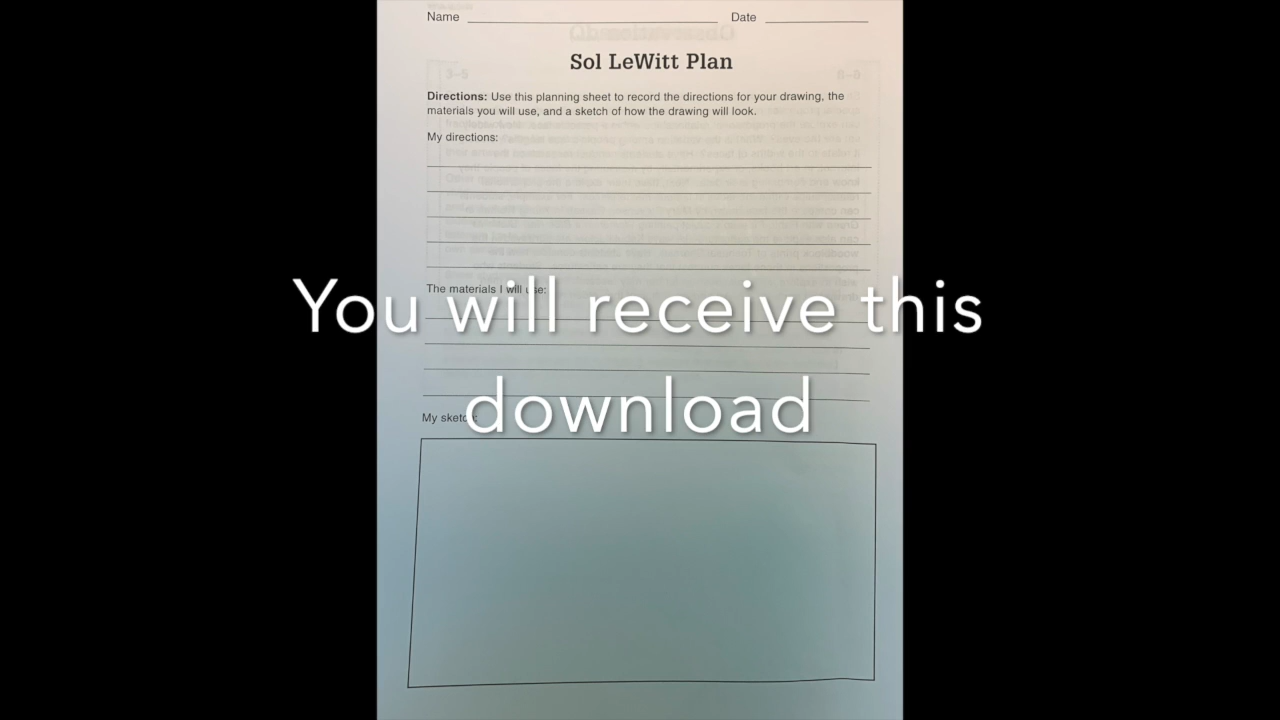 Name Date
Sol LeWitt Plan
Directions: Use this planning sheet to record the directions for your drawing, the
materials you will use, and a sketch of how the drawing will look.
My directions:
The materials I will use:
You will receive this
download
My sketch: